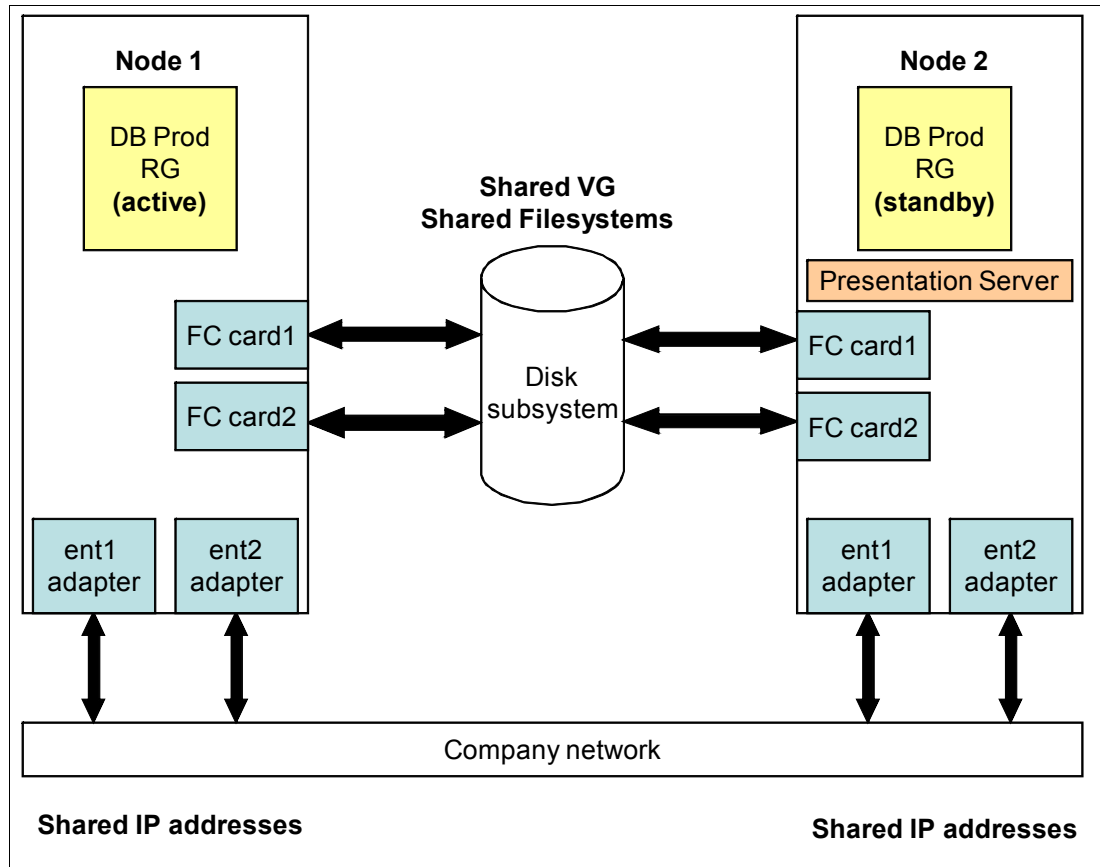 Node 1
DB Prod
RG
(active)
FC card1
FC card2
ent1
adapter
ent2
adapter
Shared VG
Shared Filesystems
Disk
subsystem
Node 2
DB Prod
RG
(standby)
Presentation Server
FC card1
FC card2
ent1
adapter
ent2
adapter
Company network
Shared IP addresses
Shared IP addresses